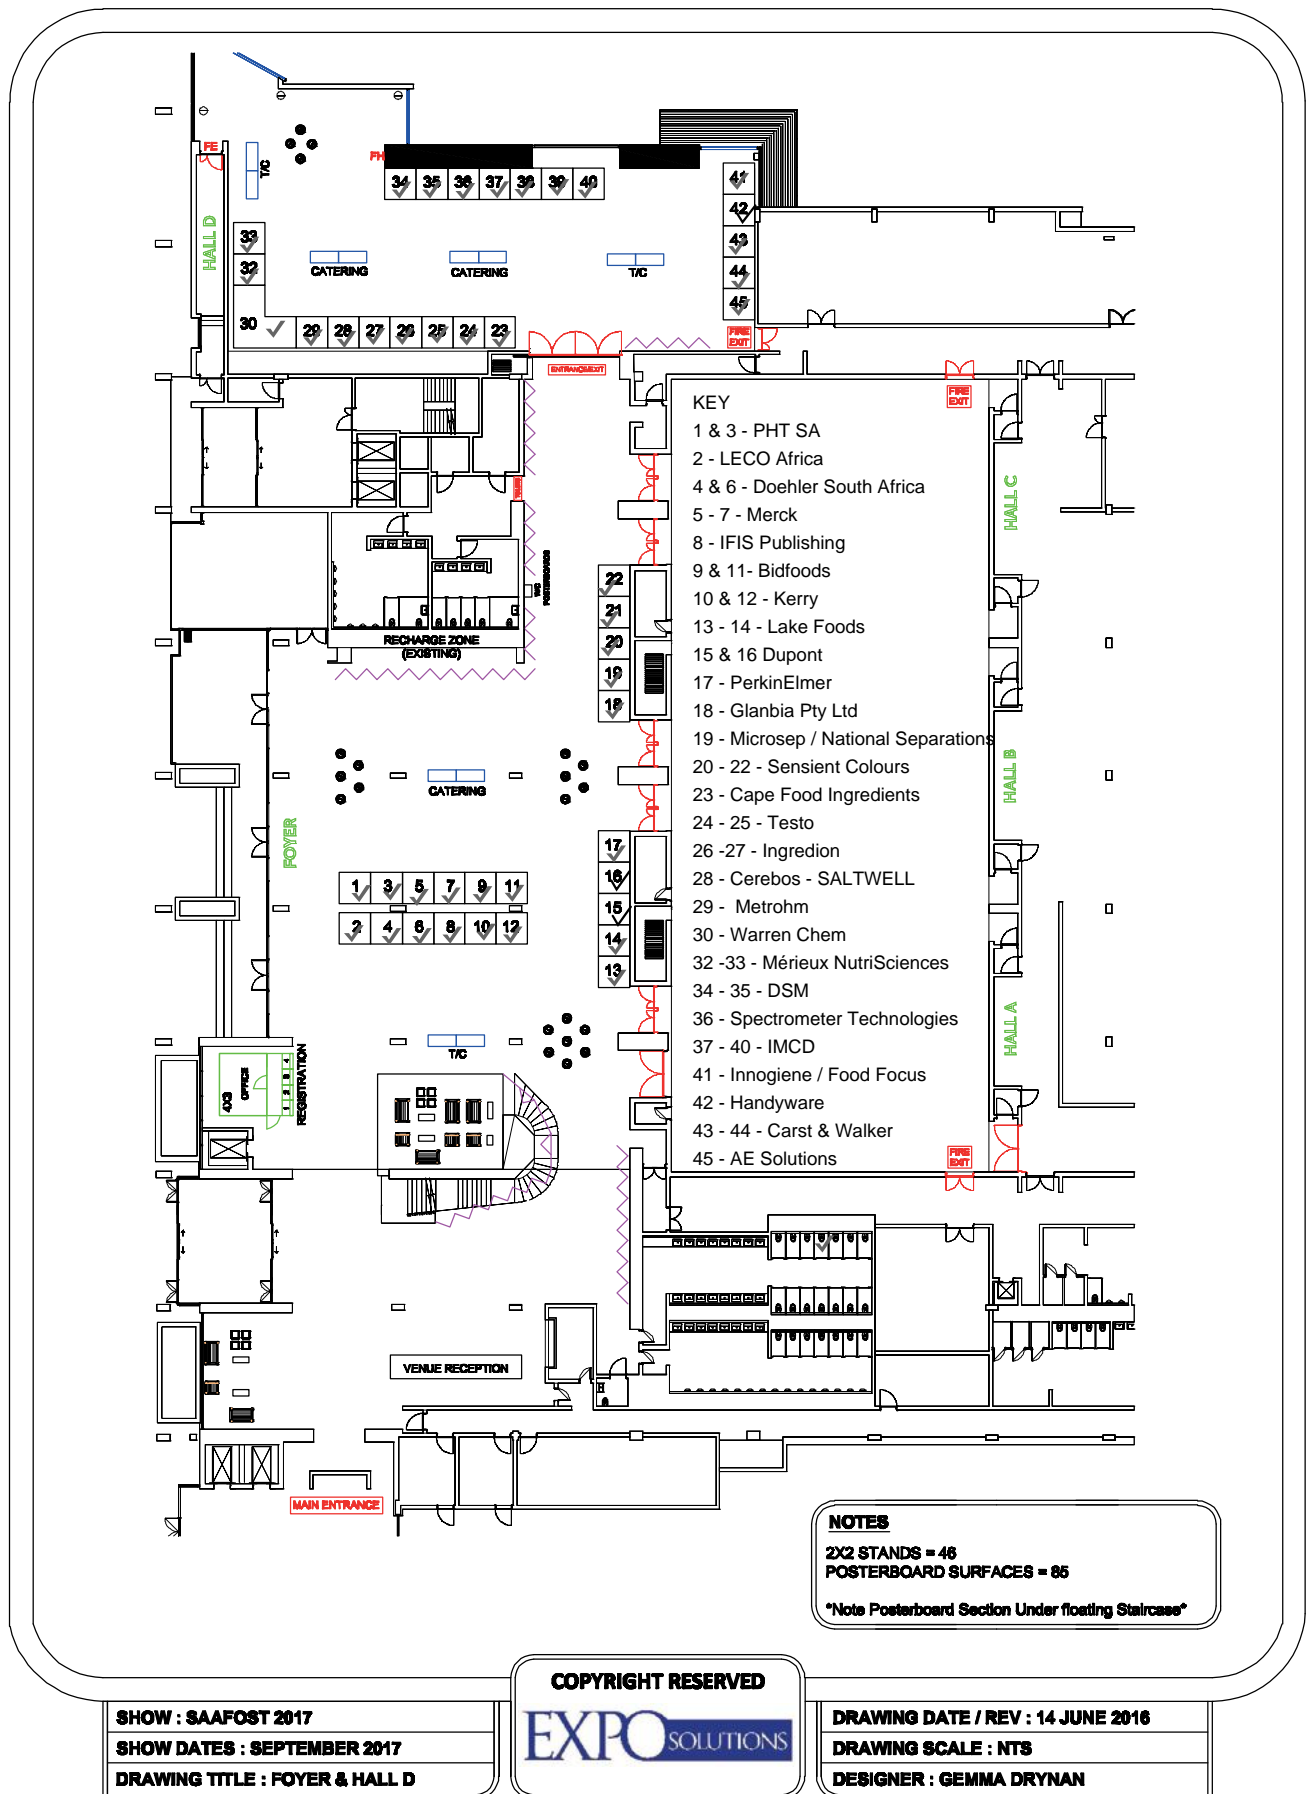 FE
T/C
FH
34 35 36 37 38 39 40
41
42
43
44
45
HALL D
33
32
30 29 28 27 26 25 24 23
CATERING
CATERING
T/C
FIRE
EXIT
ENTRANCE/EXIT
FIRE
EXIT
KEY
1 & 3 - PHT SA
2 - LECO Africa
4 & 6 - Doehler South Africa
5 - 7 - Merck
8 - IFIS Publishing
9 & 11- Bidfoods
10 & 12 - Kerry
13 - 14 - Lake Foods
15 & 16 Dupont
17 - PerkinElmer
18 - Glanbia Pty Ltd
19 - Microsep / National Separations
20 - 22 - Sensient Colours
23 - Cape Food Ingredients
24 - 25 - Testo
26 -27 - Ingredion
28 - Cerebos - SALTWELL
29 - Metrohm
30 - Warren Chem
32 -33 - Mérieux NutriSciences
34 - 35 - DSM
36 - Spectrometer Technologies
37 - 40 - IMCD
41 - Innogiene / Food Focus
42 - Handyware
43 - 44 - Carst & Walker
45 - AE Solutions
FIRE
EXIT
HALL C
HALL B
HALL A
T/C
POSTERBOARDS
22
21
20
19
18
RECHARGE ZONE
(EXISTING)
CATERING
FOYER
17
16
15
14
13
1 3 5 7 9 11
2 4 6 8 10 12
T/C
4X3
OFFICE
1 2 3 4
REGISTRATION
VENUE RECEPTION
MAIN ENTRANCE
NOTES
2X2 STANDS = 46
POSTERBOARD SURFACES = 85
*Note Posterboard Section Under floating Staircase*
COPYRIGHT RESERVED
EXPO SOLUTIONS
SHOW : SAAFOST 2017
SHOW DATES : SEPTEMBER 2017
DRAWING TITLE : FOYER & HALL D
DRAWING DATE / REV : 14 JUNE 2016
DRAWING SCALE : NTS
DESIGNER : GEMMA DRYNAN